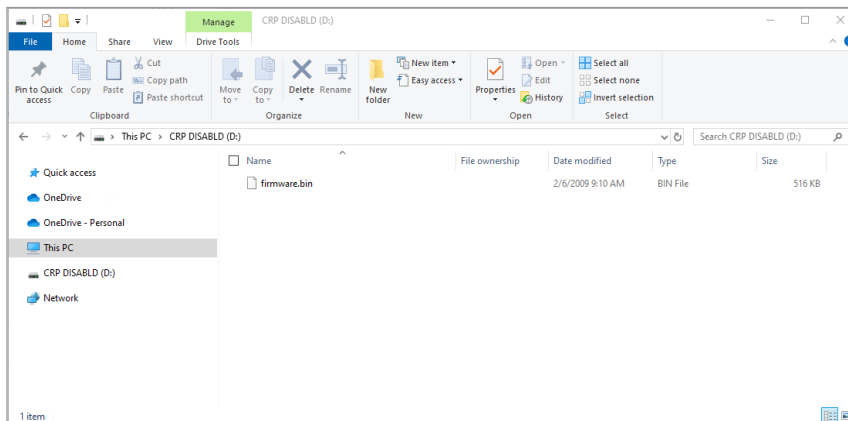 Manage CRP DISABLD (D:)
File Home Share View Drive Tools
Pin to Quick access
Copy
Paste
Cut
Copy path
Paste shortcut
Clipboard
Move to
Copy to
Delete
Rename
Organize
New folder
New item
Easy access
New
Properties
Open
Edit
History
Open
Select all
Select none
Invert selection
Select
This PC > CRP DISABLD (D:)
Search CRP DISABLD (D:)
Name File ownership Date modified Type Size
firmware.bin 2/6/2009 9:10 AM BIN File 516 KB
Quick access
OneDrive
OneDrive - Personal
This PC
CRP DISABLD (D:)
Network
1 item